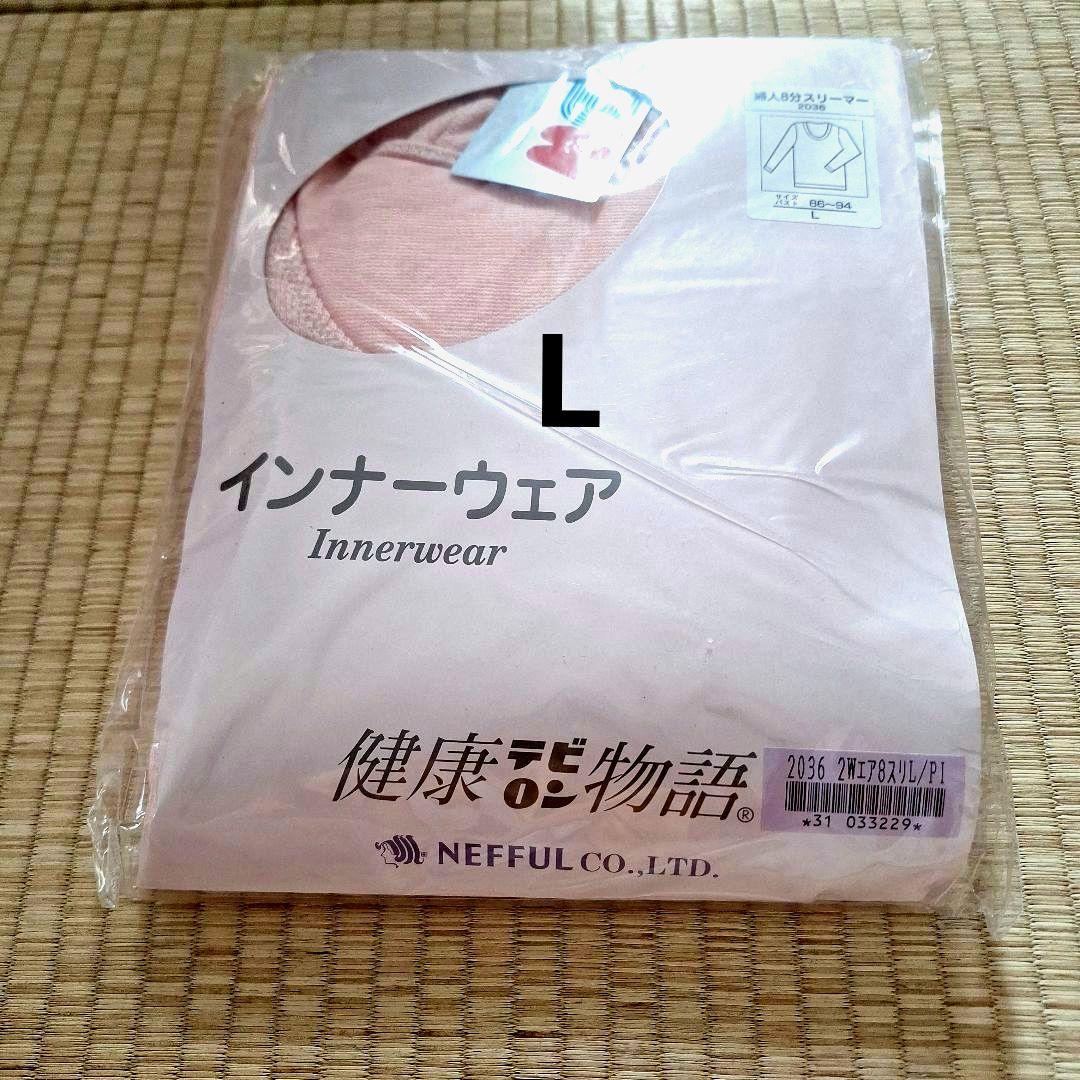 婦人8分スリーマー
2036
サイズ
バスト 86〜94
L
L
インナーウェア
Innerwear
健康テビロン物語®
NEFFUL CO.,LTD.
2036 2Wエア8スリL/PI
*31 033229*